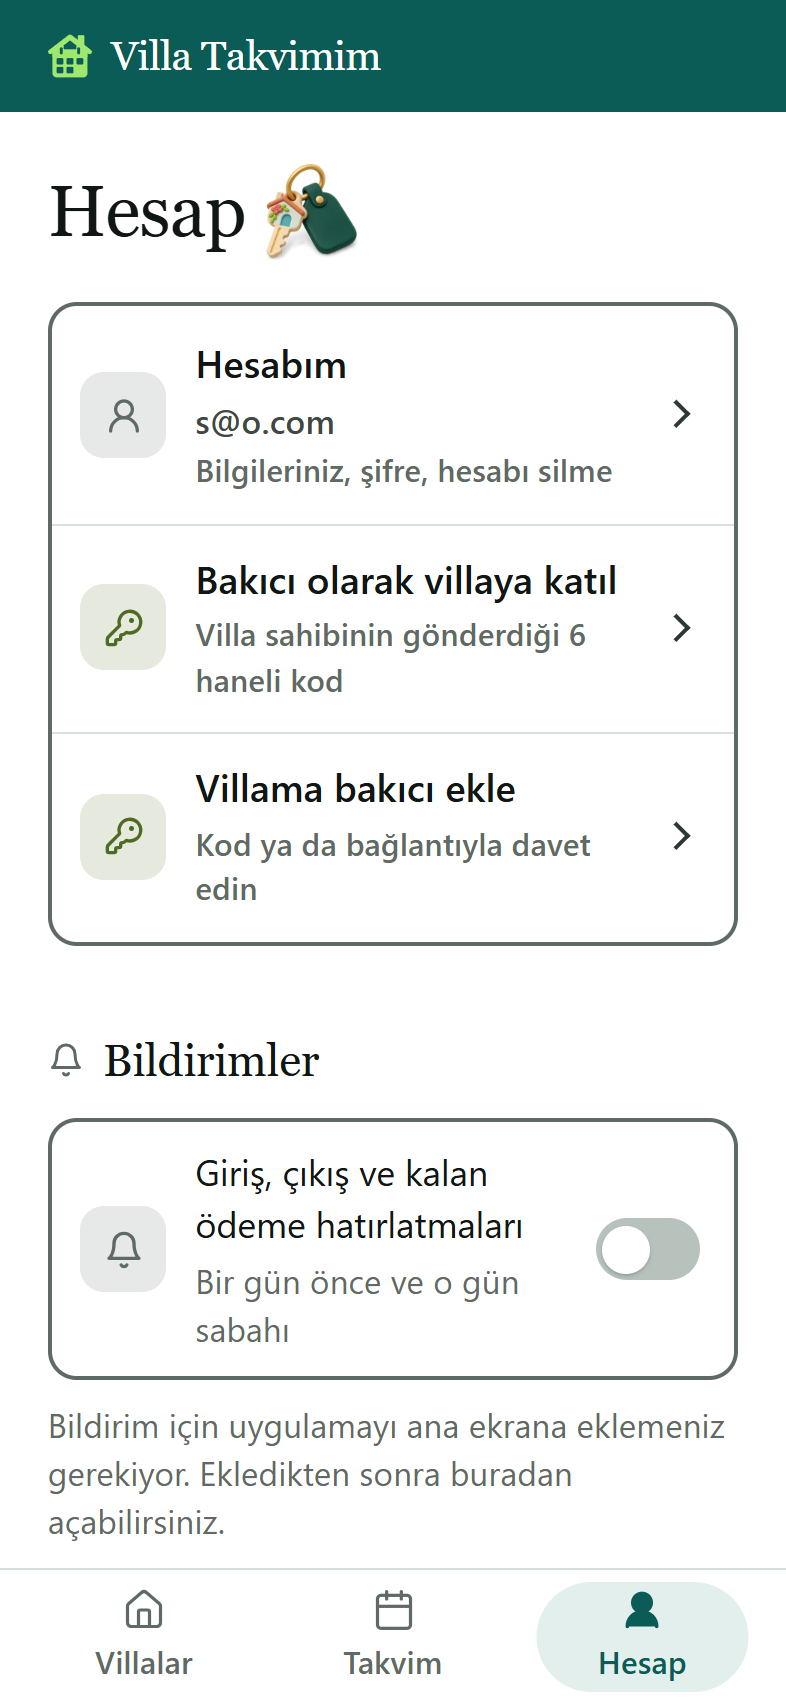 Villa Takvimim
Hesap
Hesabım
s@o.com
Bilgileriniz, şifre, hesabı silme
Bakıcı olarak villaya katıl
Villa sahibinin gönderdiği 6
haneli kod
Villama bakıcı ekle
Kod ya da bağlantıyla davet
edin
Bildirimler
Giriş, çıkış ve kalan
ödeme hatırlatmaları
Bir gün önce ve o gün
sabahı
Bildirim için uygulamayı ana ekrana eklemeniz
gerekiyor. Ekledikten sonra buradan
açabilirsiniz.
Villalar
Takvim
Hesap